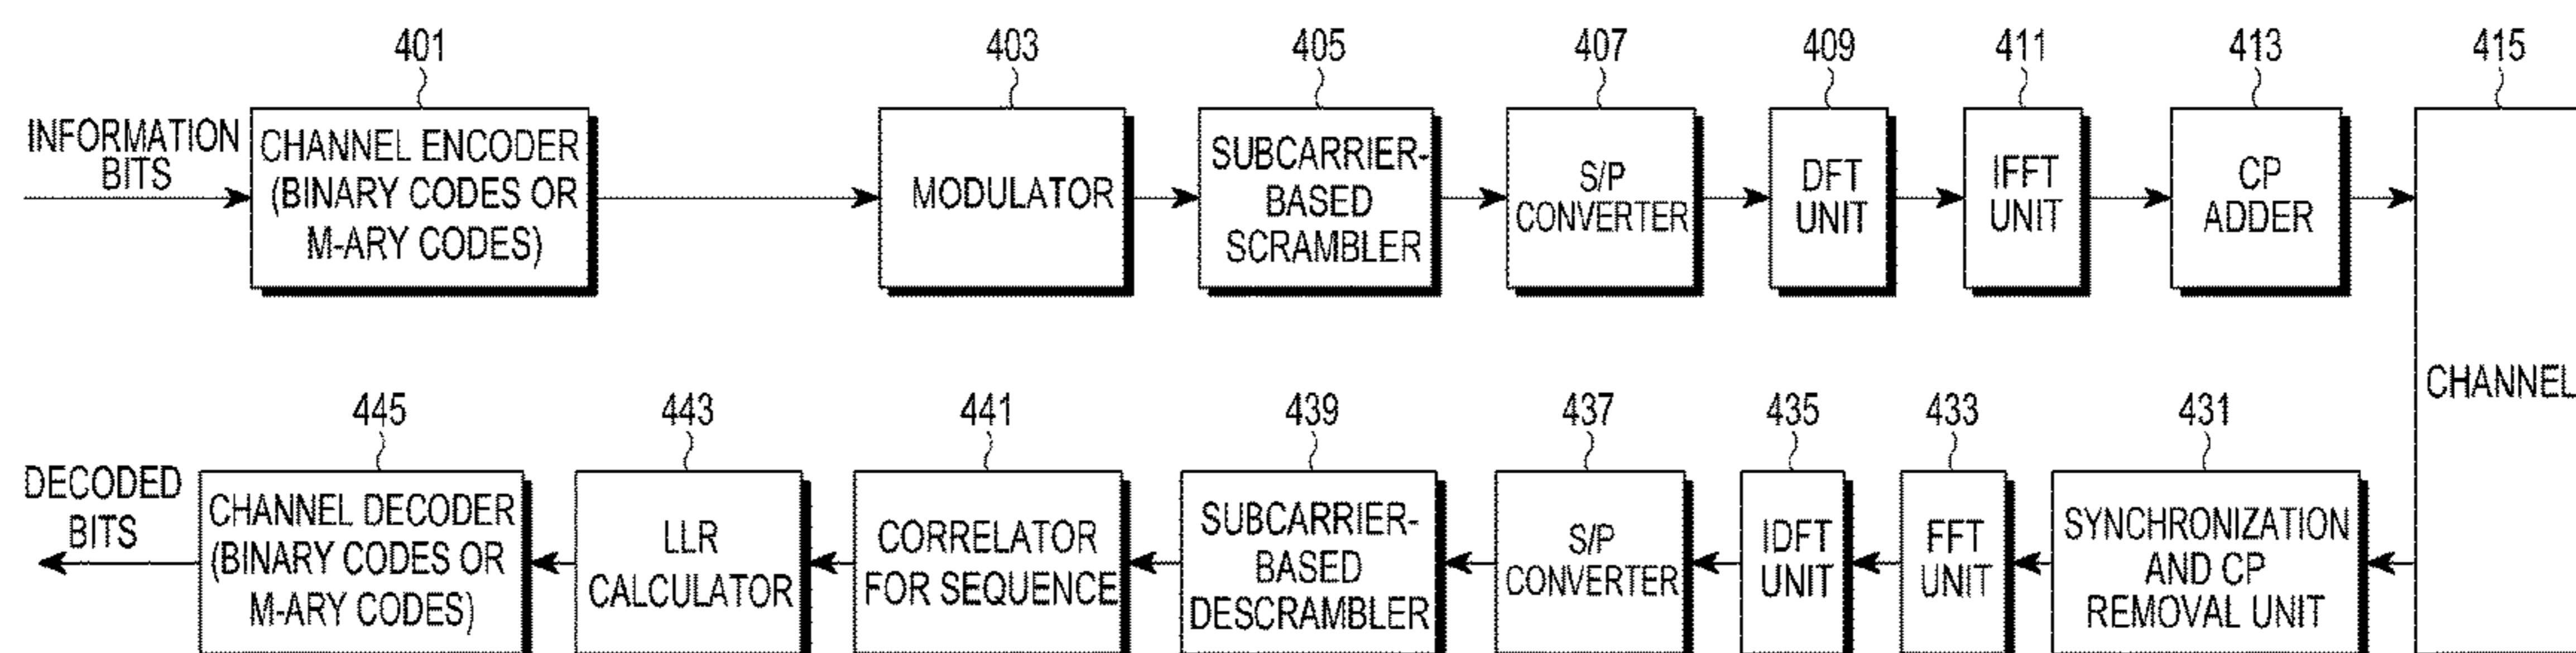 401
403
405
407
409
411
413
415
INFORMATION
BITS
CHANNEL ENCODER
(BINARY CODES OR
M-ARY CODES)
MODULATOR
SUBCARRIER-
BASED
SCRAMBLER
S/P
CONVERTER
DFT
UNIT
IFFT
UNIT
CP
ADDER
CHANNEL
445
443
441
439
437
435
433
431
DECODED
BITS
CHANNEL DECODER
(BINARY CODES OR
M-ARY CODES)
LLR
CALCULATOR
CORRELATOR
FOR SEQUENCE
SUBCARRIER-
BASED
DESCRAMBLER
S/P
CONVERTER
IDFT
UNIT
FFT
UNIT
SYNCHRONIZATION
AND CP
REMOVAL UNIT